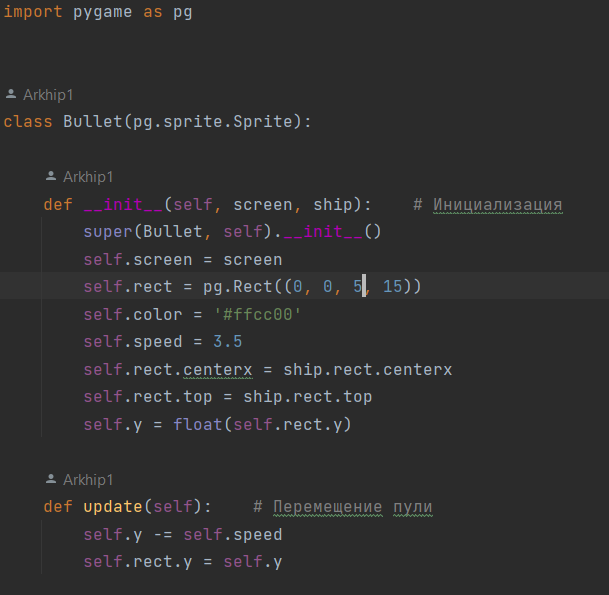 import pygame as pg
Arkhip1
class Bullet(pg.sprite.Sprite):
Arkhip1
def __init__(self, screen, ship):    # Инициализация
super(Bullet, self).__init__()
self.screen = screen
self.rect = pg.Rect((0, 0, 5, 15))
self.color = '#ffcc00'
self.speed = 3.5
self.rect.centerx = ship.rect.centerx
self.rect.top = ship.rect.top
self.y = float(self.rect.y)
Arkhip1
def update(self):    # Перемещение пули
self.y -= self.speed
self.rect.y = self.y